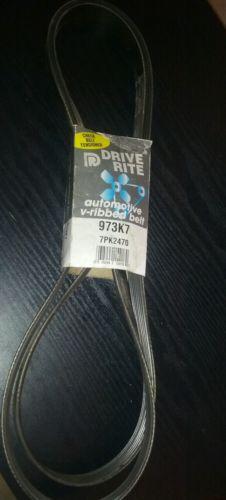 CHECK
BELT
TENSIONER
DRIVE®
RITE
automotive
v-ribbed belt
973K7
7PK2470